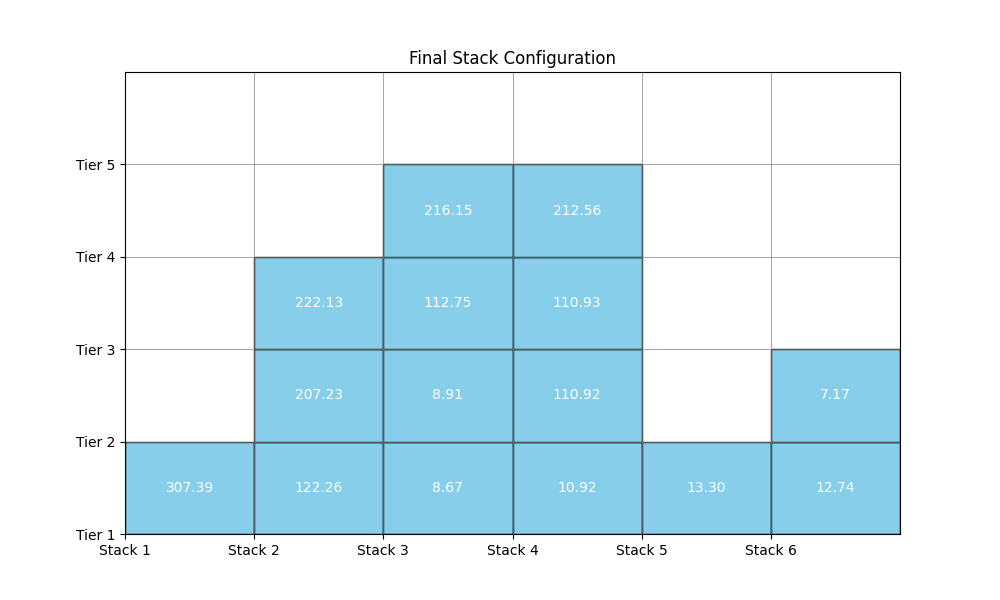 Final Stack Configuration
Tier 5
216.15 212.56
Tier 4
222.13 112.75 110.93
Tier 3
207.23 8.91 110.92 7.17
Tier 2
307.39 122.26 8.67 10.92 13.30 12.74
Tier 1
Stack 1 Stack 2 Stack 3 Stack 4 Stack 5 Stack 6